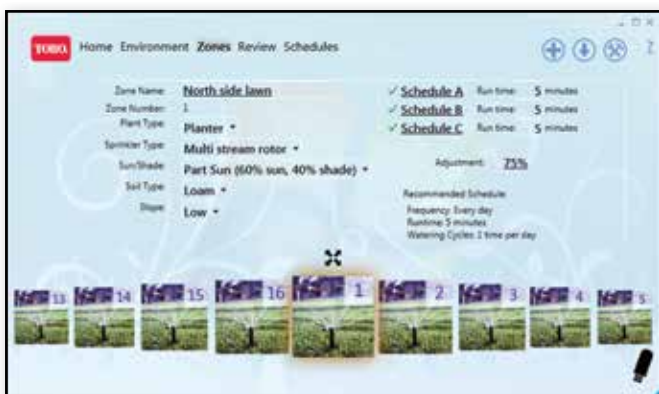 TORO. Home Environment Zones Review Schedules
?
Zone Name: North side lawn
Zone Number: 1
Plant Type: Planter
Sprinkler Type: Multi stream rotor
Sun/Shade: Part Sun (60% sun, 40% shade)
Soil Type: Loam
Slope: Low
✓ Schedule A Run time: 5 minutes
✓ Schedule B Run time: 5 minutes
✓ Schedule C Run time: 5 minutes
Adjustment: 75%
Recommended Schedule:
Frequency: Every day
Runtime: 5 minutes
Watering Cycles: 1 time per day
13 14 15 16 1 2 3 4 5